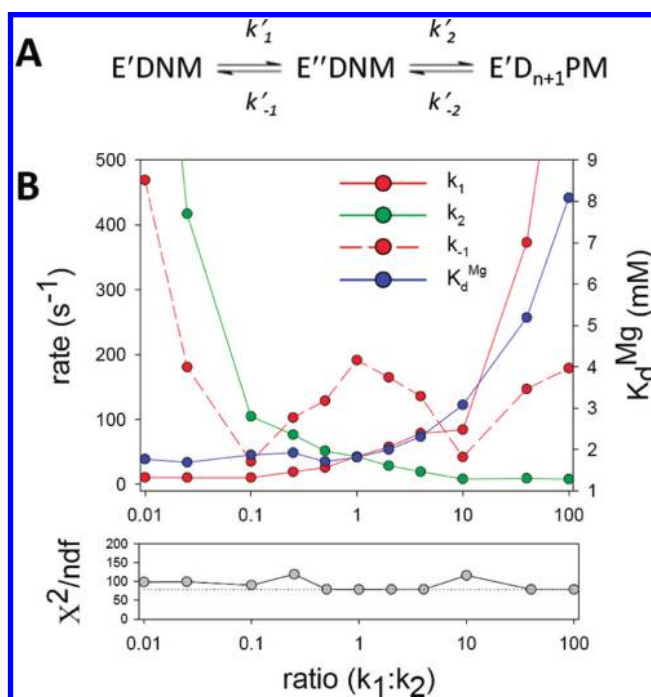 A
k'1 k'2
E'DNM ⇌ E''DNM ⇌ E'Dn+1PM
k'-1 k'-2
B
500
400
300
200
100
0
rate (s-1)
k1
k2
k-1
KdMg
9
8
7
6
5
4
3
2
1
KdMg (mM)
0.01 0.1 1 10 100
200
150
100
50
0
Χ2/ndf
0.01 0.1 1 10 100
ratio (k1:k2)